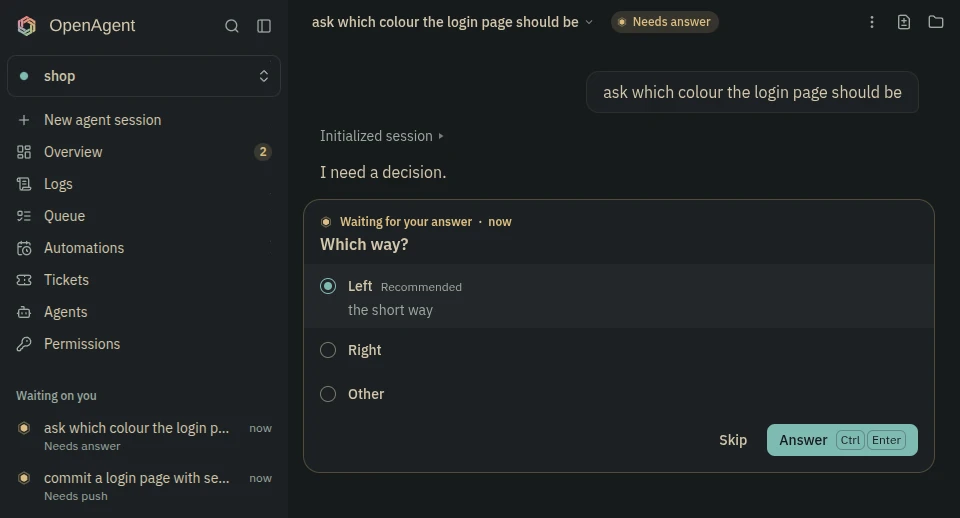 OpenAgent
shop
New agent session
Overview 2
Logs
Queue
Automations
Tickets
Agents
Permissions
Waiting on you
ask which colour the login p... now
Needs answer
commit a login page with se... now
Needs push
ask which colour the login page should be Needs answer
ask which colour the login page should be
Initialized session
I need a decision.
Waiting for your answer · now
Which way?
Left Recommended
the short way
Right
Other
Skip Answer Ctrl Enter